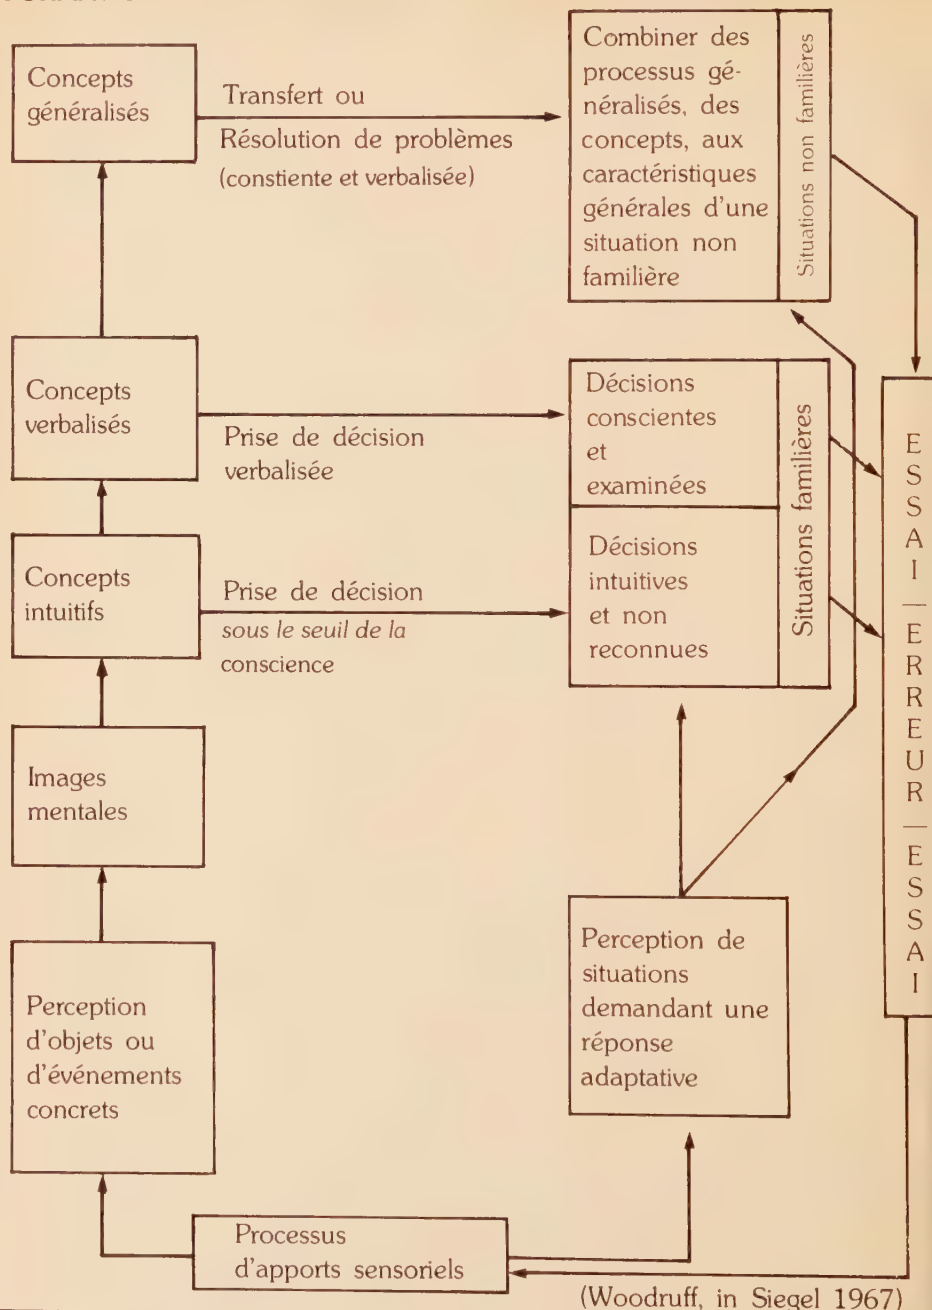 Concepts
généralisés
Transfert ou
Résolution de problèmes
(constiente et verbalisée)
Combiner des
processus gé-
néralisés, des
concepts, aux
caractéristiques
générales d'une
situation non
familière
Situations non familières
Concepts
verbalisés
Prise de décision
verbalisée
Décisions
conscientes
et
examinées
Concepts
intuitifs
Prise de décision
sous le seuil de la
conscience
Décisions
intuitives
et non
reconnues
Situations familières
ESSAI — ERREUR — ESSAI
Images
mentales
Perception
d'objets ou
d'événements
concrets
Perception de
situations
demandant une
réponse
adaptative
Processus
d'apports sensoriels
(Woodruff, in Siegel 1967)